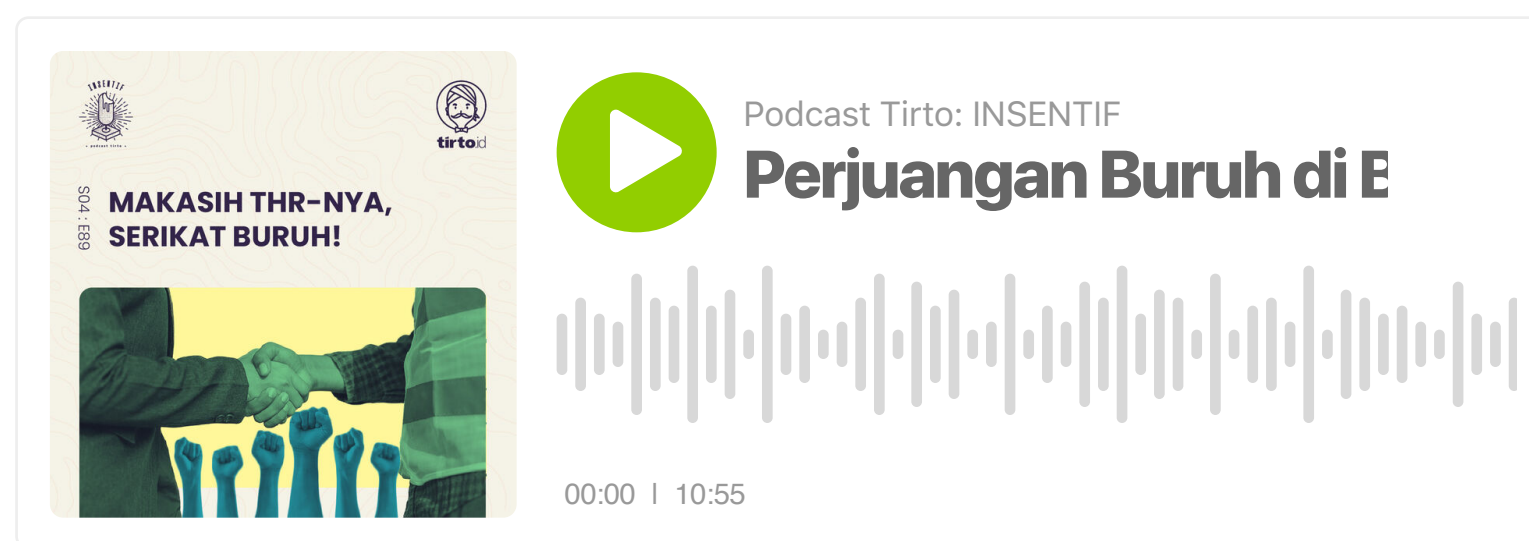 INSENTIF
podcast tirto
tirto.id
S04 : E89
MAKASIH THR-NYA,
SERIKAT BURUH!
Podcast Tirto: INSENTIF
Perjuangan Buruh di
00:00 | 10:55